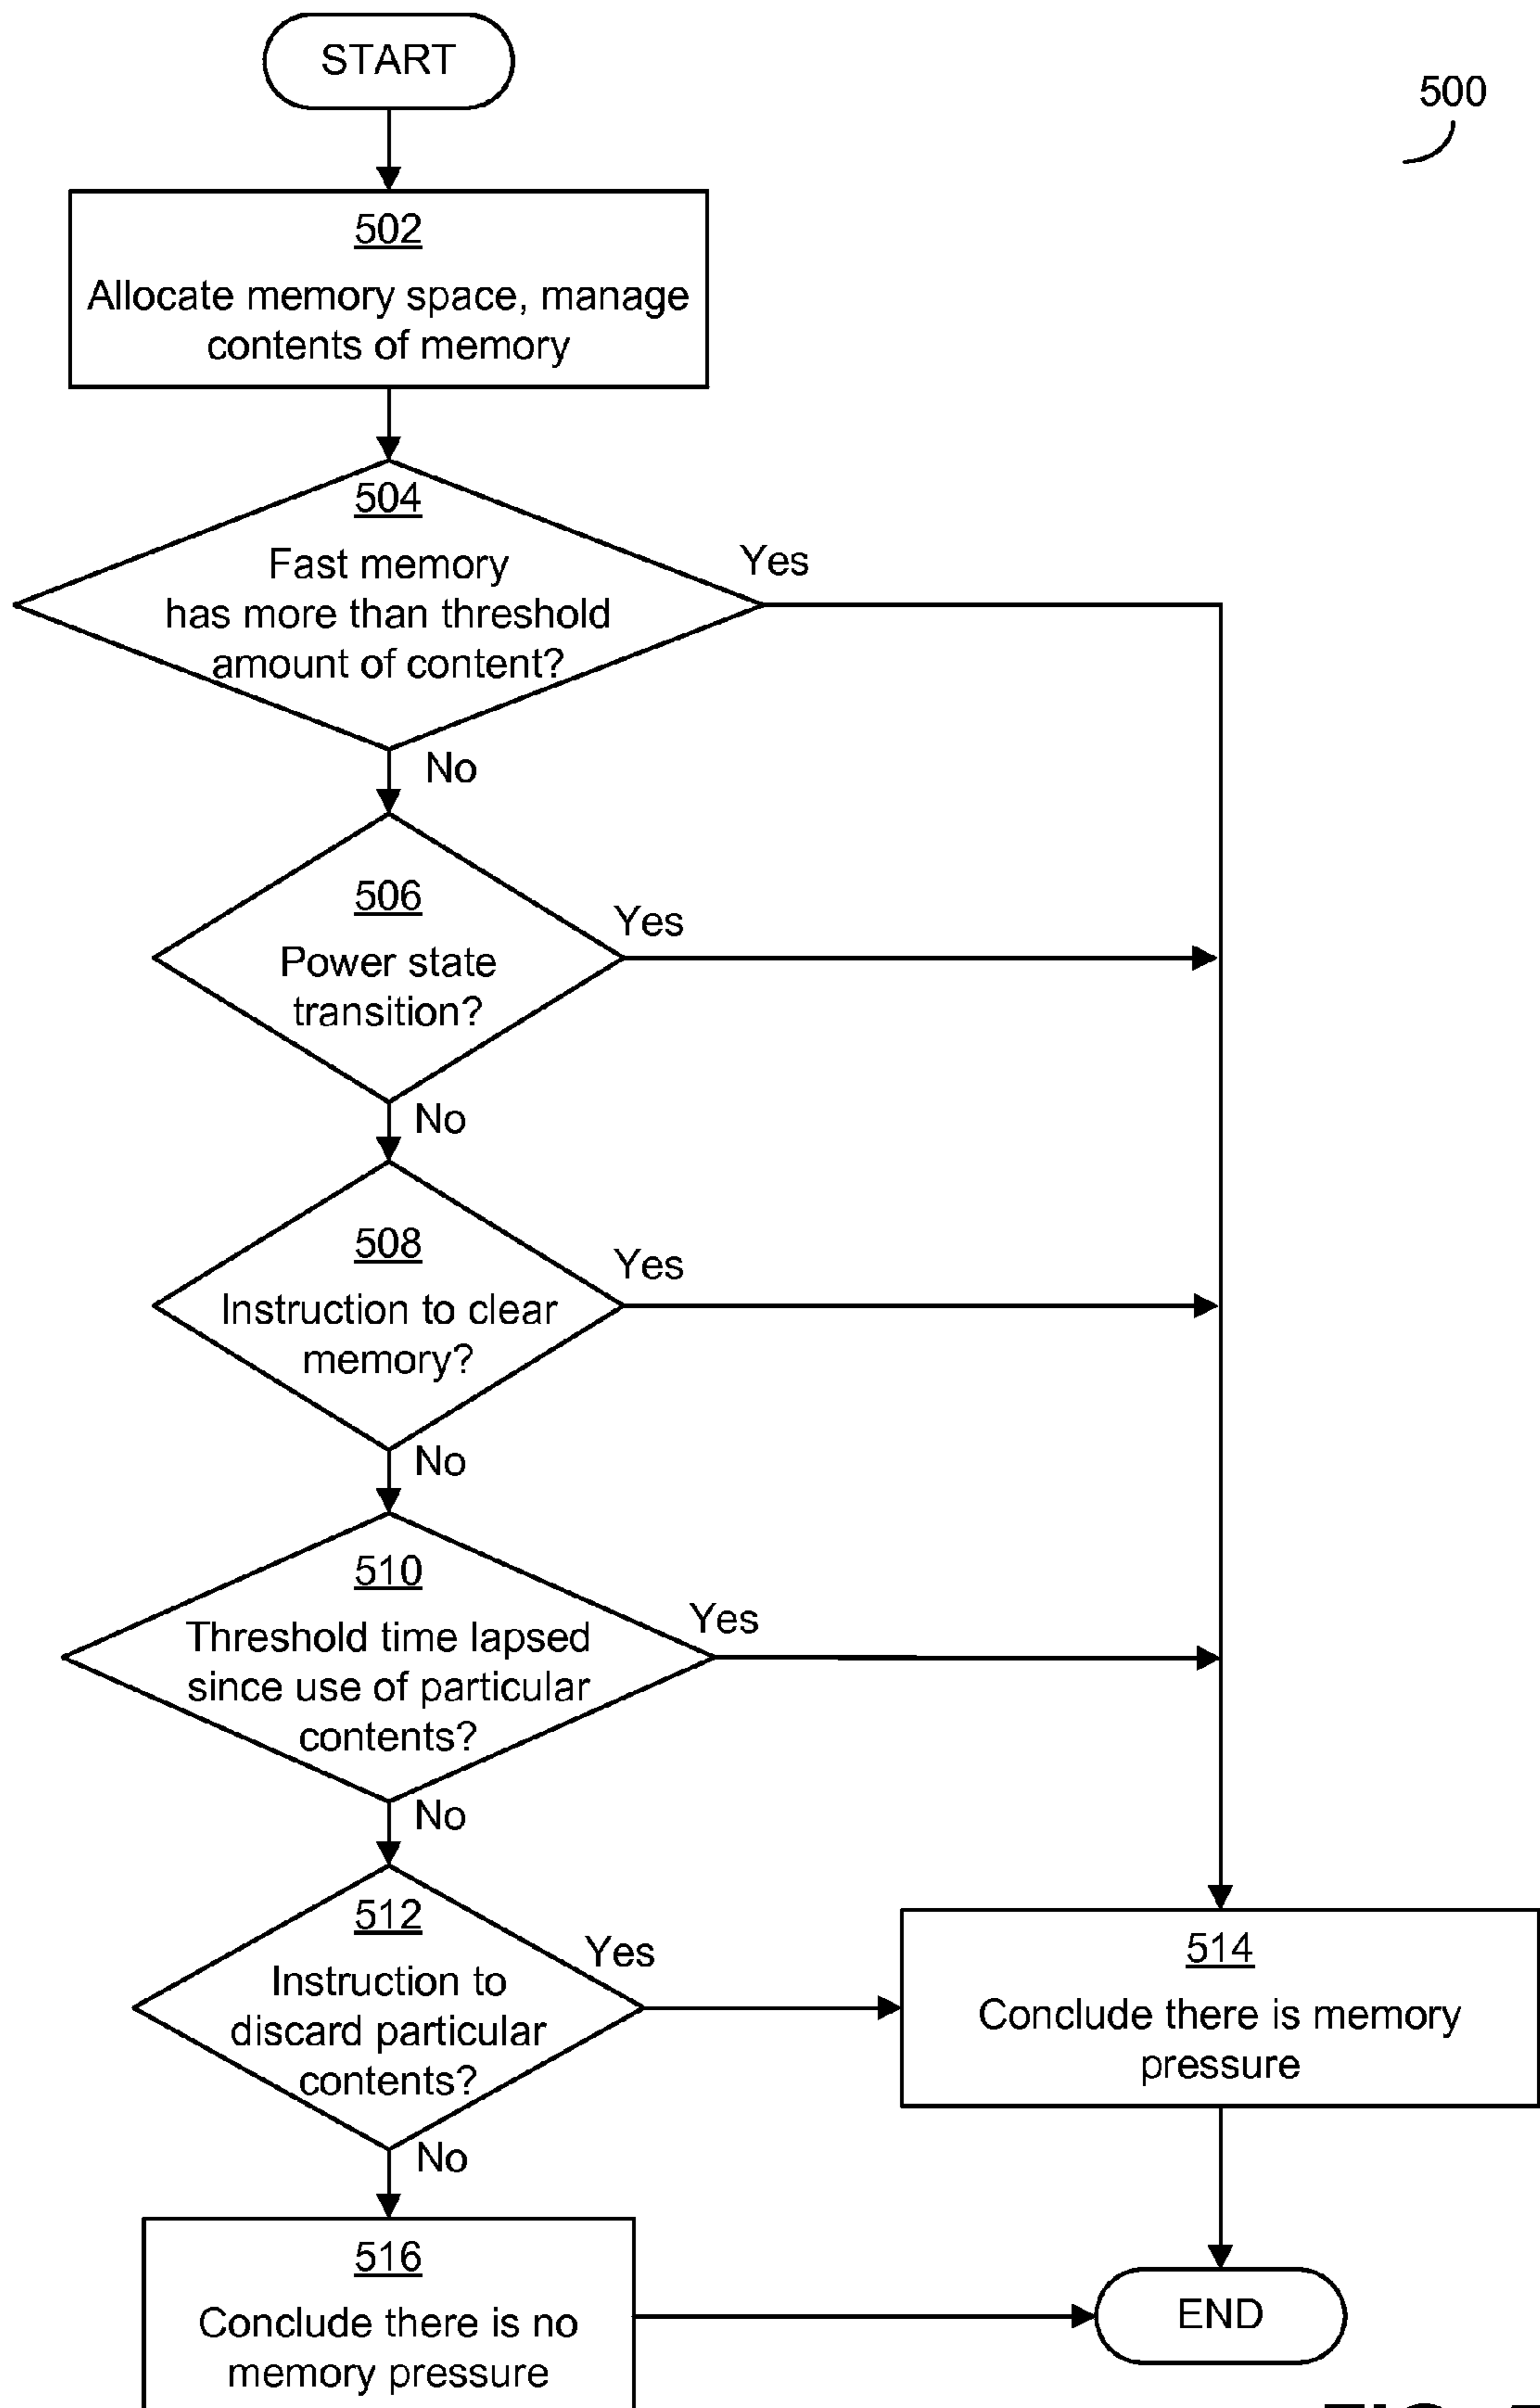 START
500
502
Allocate memory space, manage
contents of memory
504
Fast memory
has more than threshold
amount of content?
Yes
No
506
Power state
transition?
Yes
No
508
Instruction to clear
memory?
Yes
No
510
Threshold time lapsed
since use of particular
contents?
Yes
No
512
Instruction to
discard particular
contents?
Yes
No
514
Conclude there is memory
pressure
516
Conclude there is no
memory pressure
END